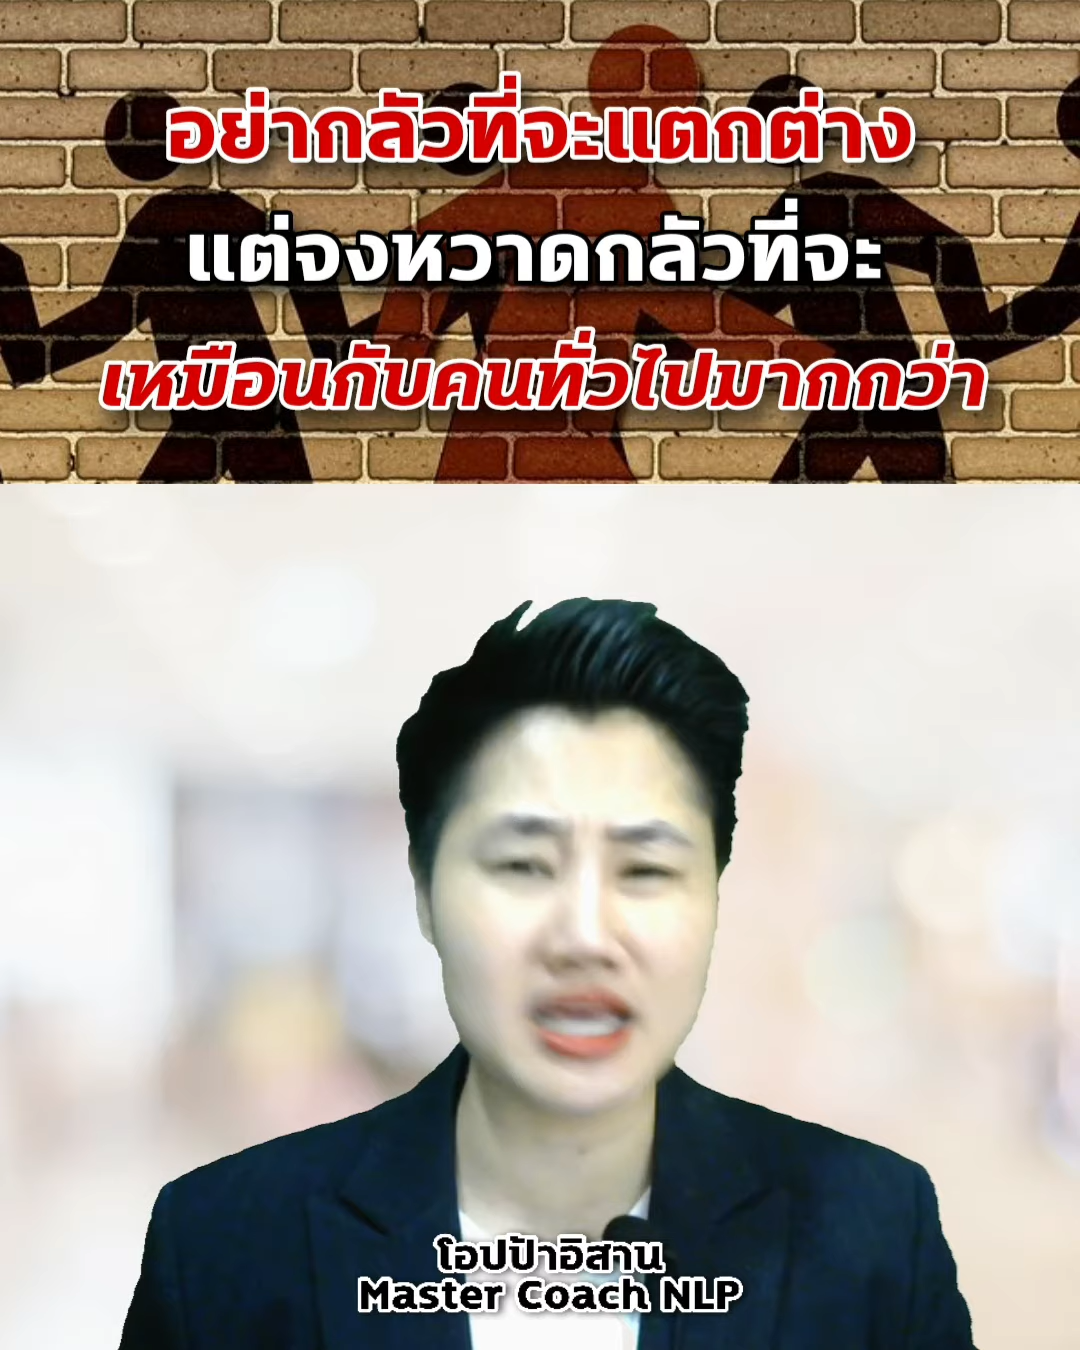 อย่ากลัวที่จะแตกต่าง
แต่จงหวาดกลัวที่จะ
เหมือนกับคนทั่วไปมากกว่า
โอปป้าอิสาน
Master Coach NLP